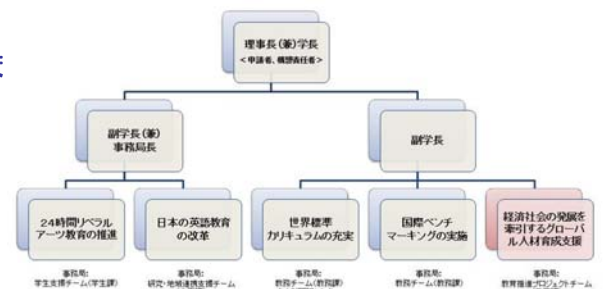 理事長(兼)学長
<申請者、構想責任者>
副学長(兼)
事務局長
副学長
24時間リベラル
アーツ教育の推進
日本の英語教育
の改革
世界標準
カリキュラムの充実
国際ベンチ
マーキングの実施
経済社会の発展を
牽引するグローバ
ル人材育成支援
事務局:
学生支援チーム(学生課)
事務局:
研究・地域連携支援チーム
事務局:
教務チーム(教務課)
事務局:
教務チーム(教務課)
事務局:
教育推進プロジェクトチーム